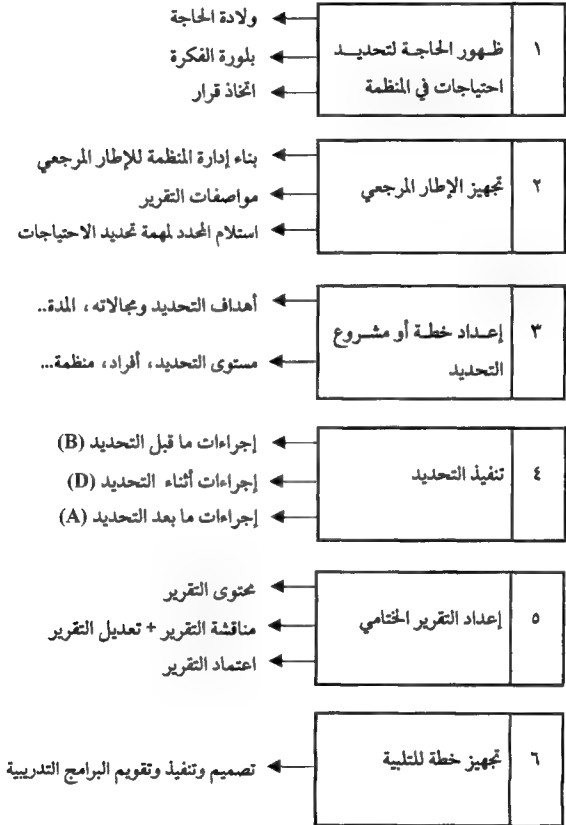 ١
ظهور الحاجة لتحديد
احتياجات في المنظمة
ولادة الحاجة
بلورة الفكرة
اتخاذ قرار
٢
تجهيز الإطار المرجعي
بناء إدارة المنظمة للإطار المرجعي
مواصفات التقرير
استلام المحدد لمهمة تحديد الاحتياجات
٣
إعداد خطة أو مشروع
التحديد
أهداف التحديد ومجالاته، المدة..
مستوى التحديد، أفراد، منظمة...
٤
تنفيذ التحديد
إجراءات ما قبل التحديد (B)
إجراءات أثناء التحديد (D)
إجراءات ما بعد التحديد (A)
٥
إعداد التقرير الختامي
محتوى التقرير
مناقشة التقرير + تعديل التقرير
اعتماد التقرير
٦
تجهيز خطة للتلبية
تصميم وتنفيذ وتقويم البرامج التدريبية